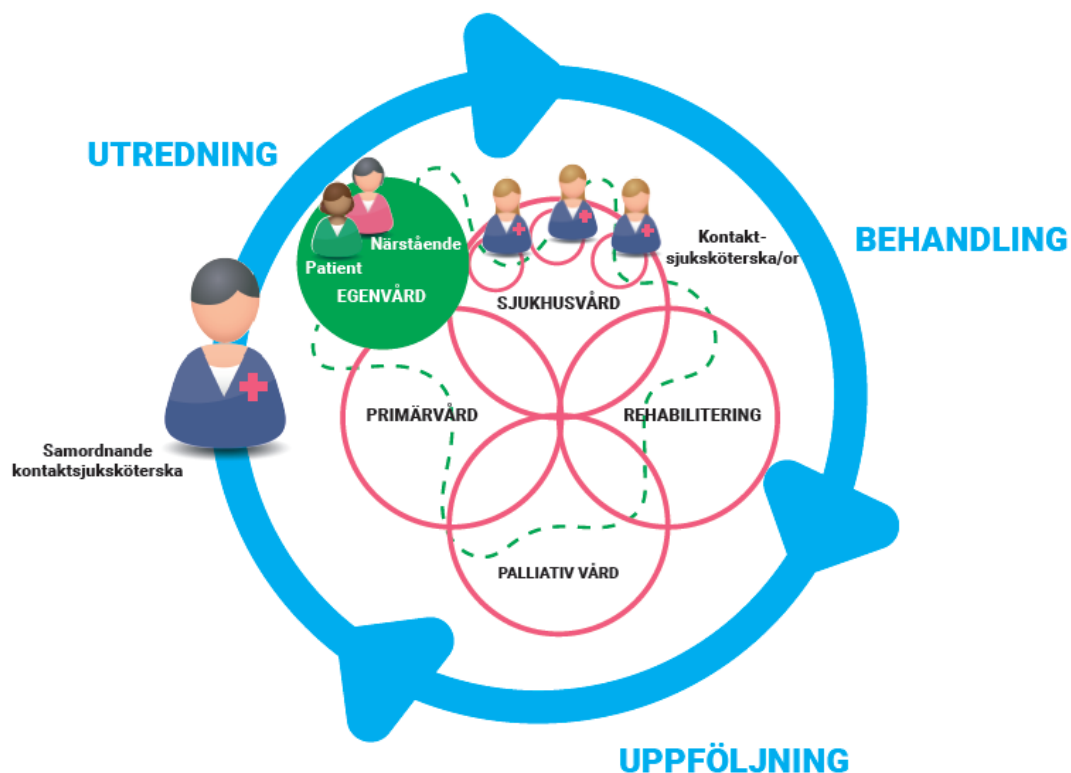 UTREDNING
Närstående
Patient
EGENVÅRD
Kontakt-
sjuksköterska/or
BEHANDLING
SJUKHUSVÅRD
PRIMÄRVÅRD
REHABILITERING
Samordnande
kontaktsjuksköterska
PALLIATIV VÅRD
UPPFÖLJNING